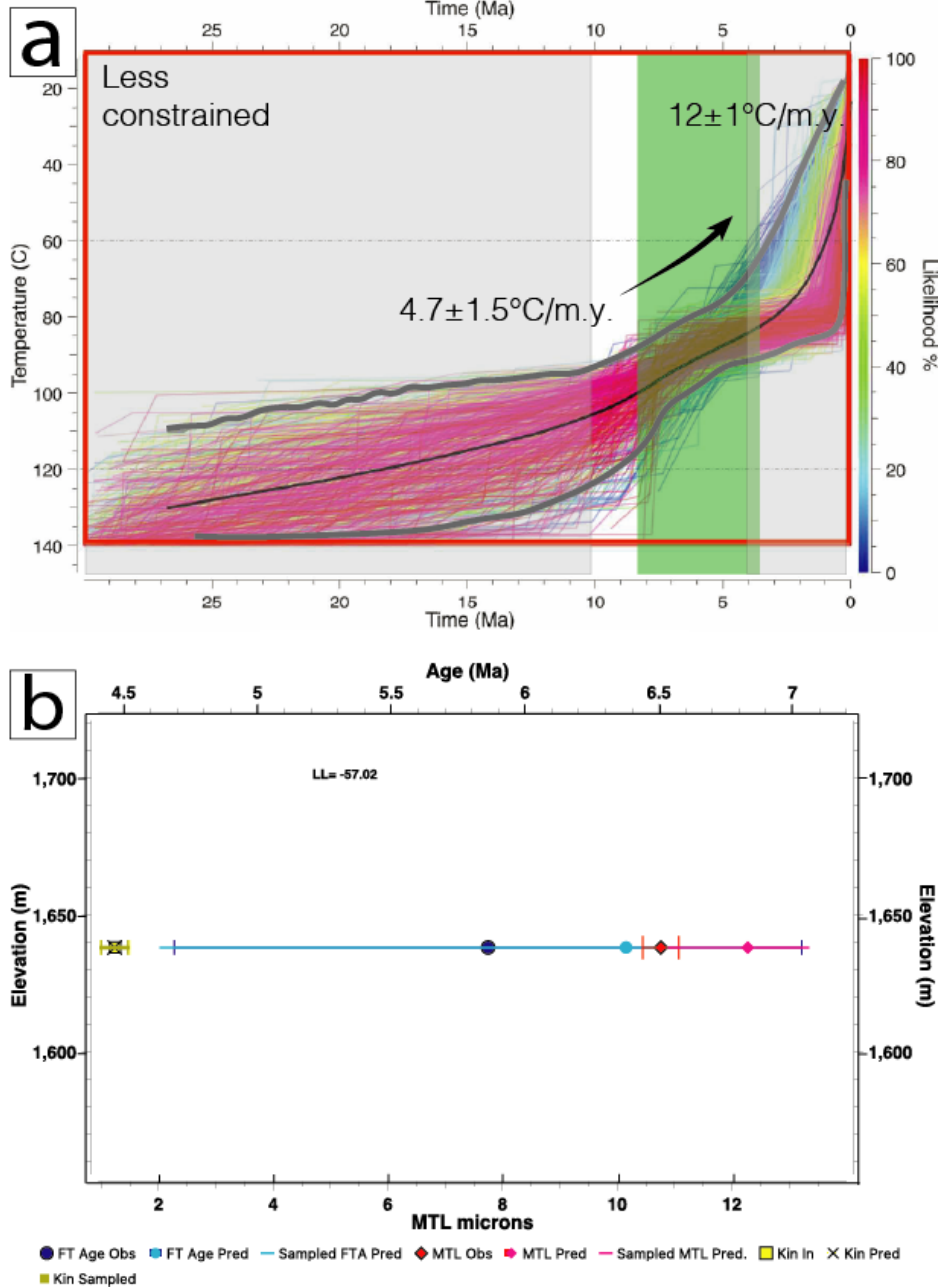 a
Time (Ma)
25 20 15 10 5 0
Less
constrained
12±1°C/m.y.
4.7±1.5°C/m.y.
Temperature (C)
20
40
60
80
100
120
140
100
80
60
40
20
0
Likelihood %
25 20 15 10 5 0
Time (Ma)
b
Age (Ma)
4.5 5 5.5 6 6.5 7
LL= -57.02
Elevation (m)
1,700
1,650
1,600
1,700
1,650
1,600
Elevation (m)
2 4 6 8 10 12
MTL microns
FT Age Obs FT Age Pred Sampled FTA Pred MTL Obs MTL Pred Sampled MTL Pred. Kin In Kin Pred
Kin Sampled